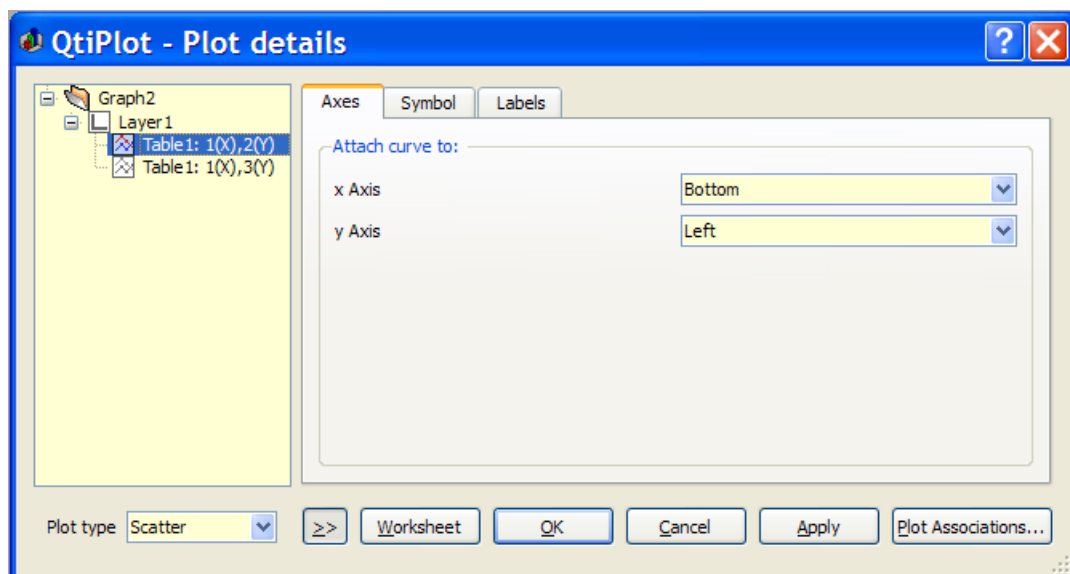 QtiPlot - Plot details
Graph2
Layer1
Table1: 1(X),2(Y)
Table1: 1(X),3(Y)
Axes Symbol Labels
Attach curve to:
x Axis Bottom
y Axis Left
Plot type Scatter >> Worksheet OK Cancel Apply Plot Associations...